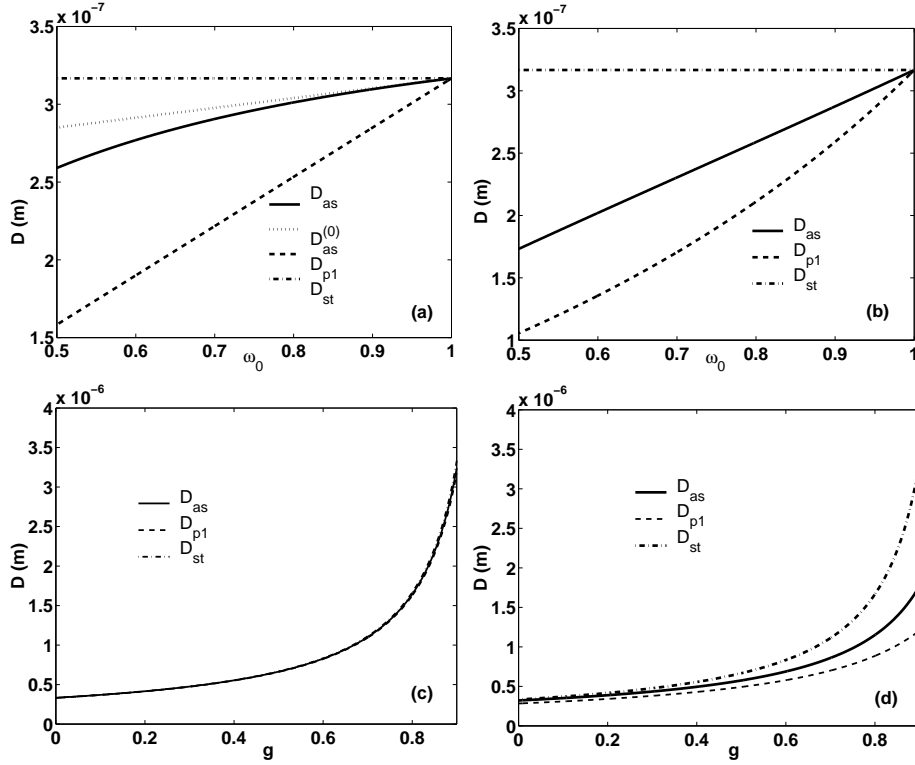 x 10⁻⁷
3.5
3
2.5
2
1.5
D (m)
D_as
D_as^(0)
D_p1
D_st
(a)
0.5 0.6 0.7 0.8 0.9 1
ω₀
x 10⁻⁷
3.5
3
2.5
2
1.5
1
D (m)
D_as
D_p1
D_st
(b)
0.5 0.6 0.7 0.8 0.9 1
ω₀
x 10⁻⁶
4
3.5
3
2.5
2
1.5
1
0.5
0
D (m)
D_as
D_p1
D_st
(c)
0 0.2 0.4 0.6 0.8
g
x 10⁻⁶
4
3.5
3
2.5
2
1.5
1
0.5
0
D (m)
D_as
D_p1
D_st
(d)
0 0.2 0.4 0.6 0.8
g